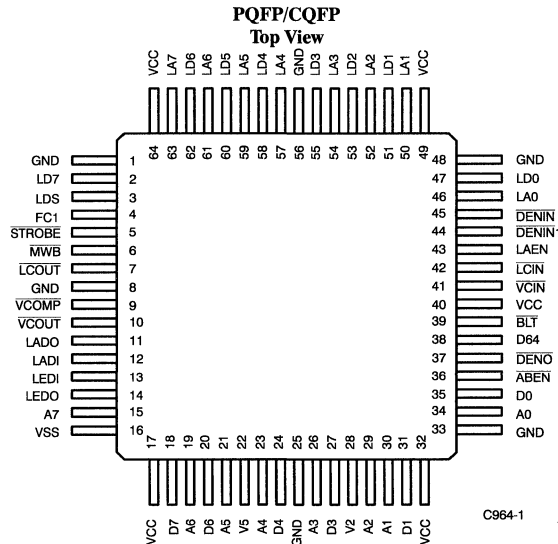 PQFP/CQFP
Top View
VCC LA7 LD6 LA6 LD5 LA5 LD4 LA4 GND LD3 LA3 LD2 LA2 LD1 LA1 VCC
64 63 62 61 60 59 58 57 56 55 54 53 52 51 50 49
GND 1 48 GND
LD7 2 47 LD0
LDS 3 46 LA0
FC1 4 45 DENIN
STROBE 5 44 DENIN1
MWB 6 43 LAEN
LCOUT 7 42 LCIN
GND 8 41 VCIN
VCOMP 9 40 VCC
VCOUT 10 39 BLT
LADO 11 38 D64
LADI 12 37 DENO
LEDI 13 36 ABEN
LEDO 14 35 D0
A7 15 34 A0
VSS 16 33 GND
17 18 19 20 21 22 23 24 25 26 27 28 29 30 31 32
VCC D7 A6 D6 A5 V5 A4 D4 GND A3 D3 V2 A2 A1 D1 VCC
C964-1